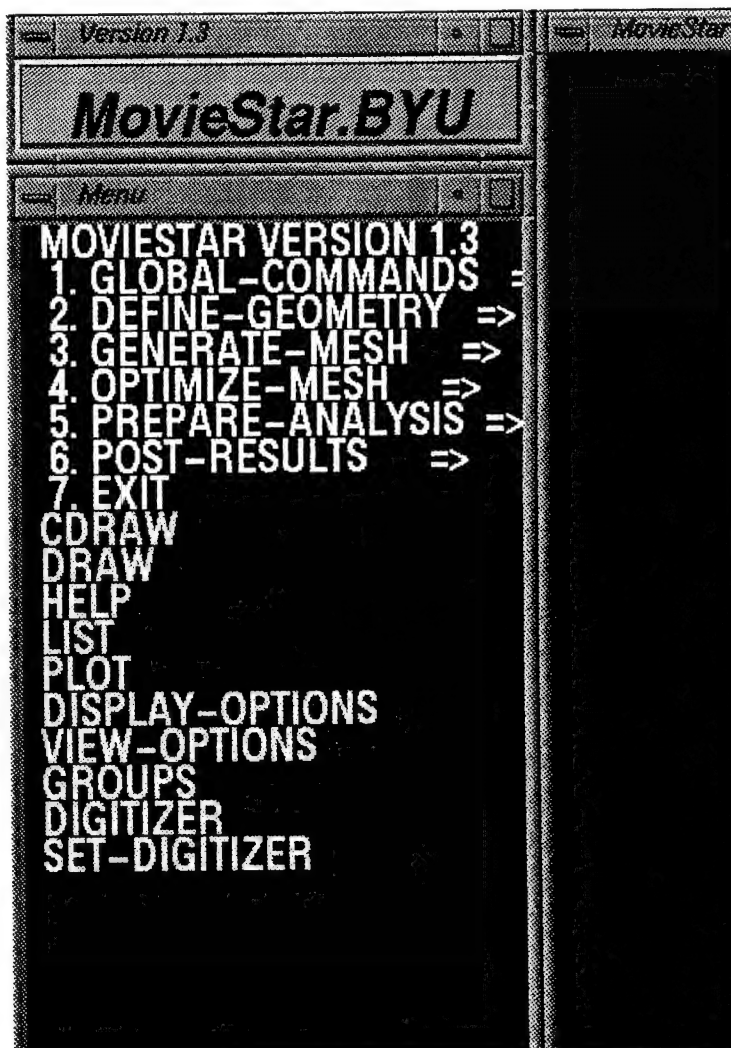 Version 1.3
MovieStar.BYU
Menu
MOVIESTAR VERSION 1.3
1. GLOBAL-COMMANDS =
2. DEFINE-GEOMETRY =>
3. GENERATE-MESH =>
4. OPTIMIZE-MESH =>
5. PREPARE-ANALYSIS =>
6. POST-RESULTS =>
7. EXIT
CDRAW
DRAW
HELP
LIST
PLOT
DISPLAY-OPTIONS
VIEW-OPTIONS
GROUPS
DIGITIZER
SET-DIGITIZER
MovieStar